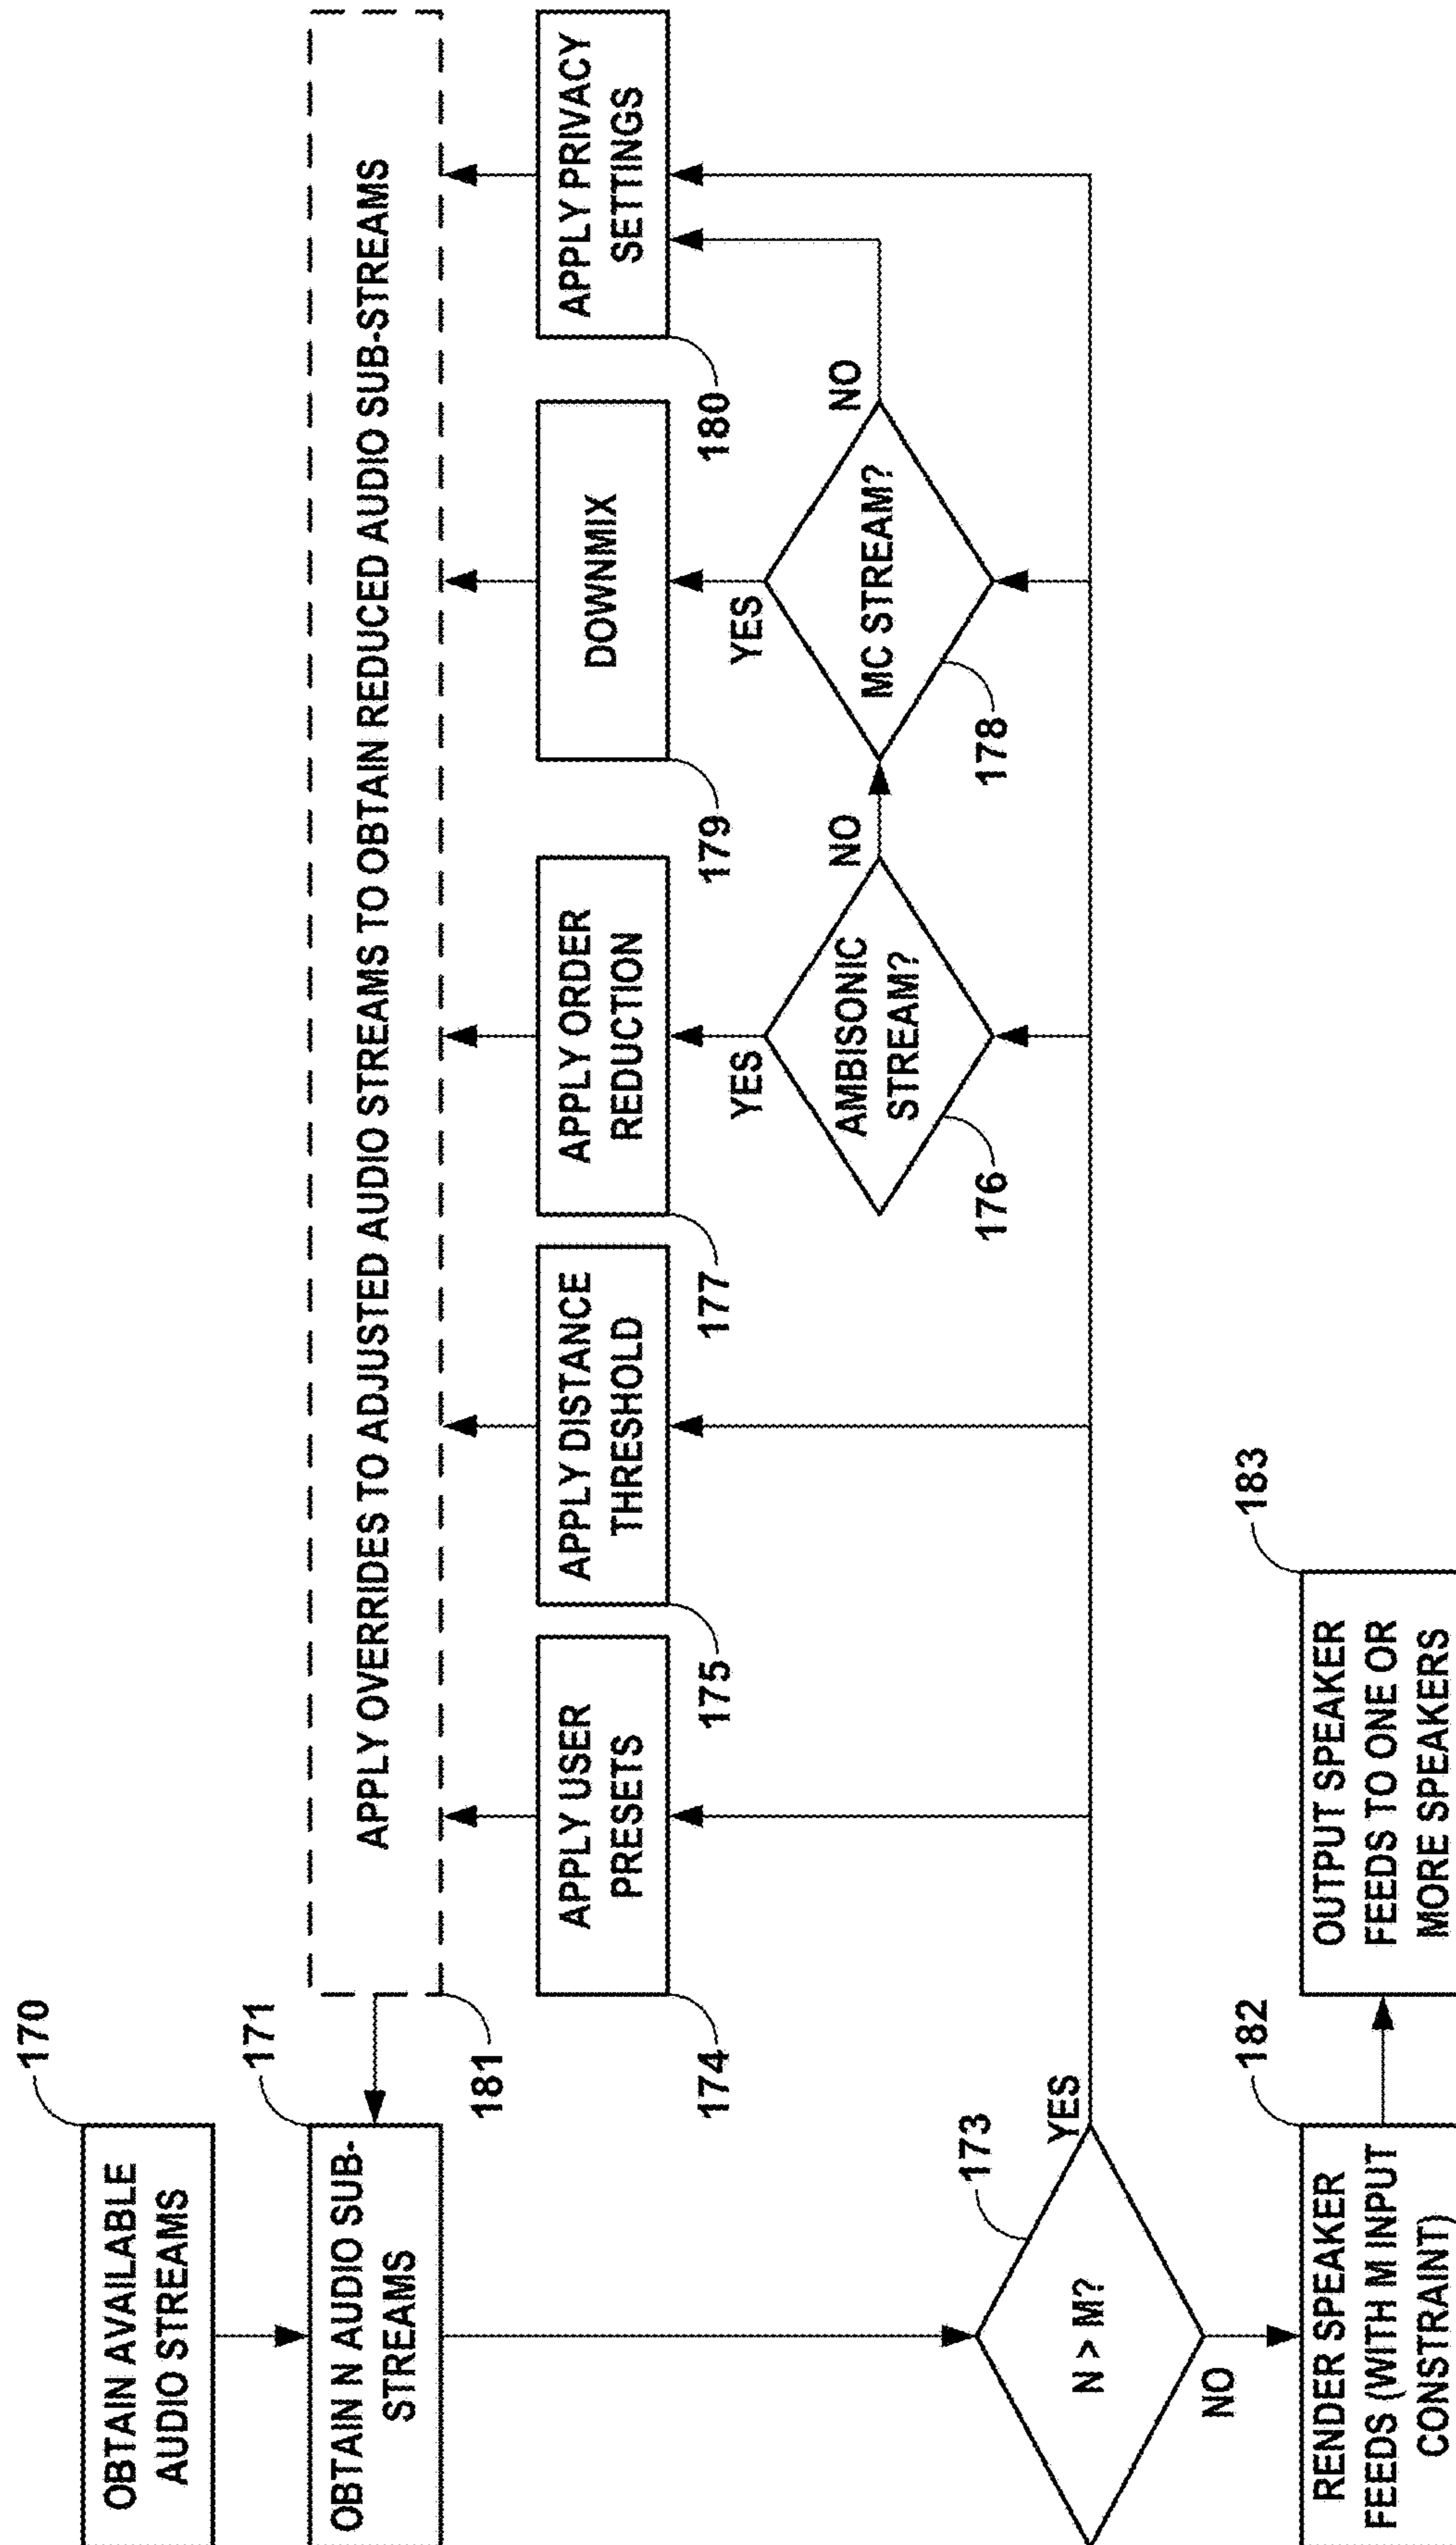 170
OBTAIN AVAILABLE
AUDIO STREAMS
171
OBTAIN N AUDIO SUB-
STREAMS
APPLY OVERRIDES TO ADJUSTED AUDIO STREAMS TO OBTAIN REDUCED AUDIO SUB-STREAMS
181
APPLY USER
PRESETS
174
APPLY DISTANCE
THRESHOLD
175
APPLY ORDER
REDUCTION
177
DOWNMIX
179
APPLY PRIVACY
SETTINGS
180
YES
AMBISONIC
STREAM?
NO
176
YES
MC STREAM?
NO
178
173
N > M?
YES
NO
182
RENDER SPEAKER
FEEDS (WITH M INPUT
CONSTRAINT)
183
OUTPUT SPEAKER
FEEDS TO ONE OR
MORE SPEAKERS